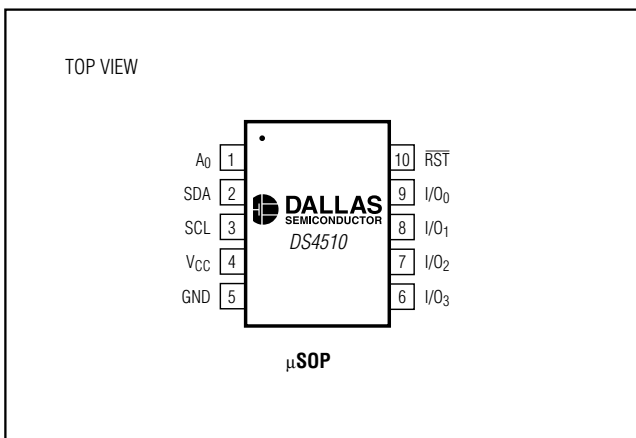 TOP VIEW
A0 1
SDA 2
SCL 3
VCC 4
GND 5
DALLAS
SEMICONDUCTOR
DS4510
10 R̅S̅T̅
9 I/O0
8 I/O1
7 I/O2
6 I/O3
μSOP